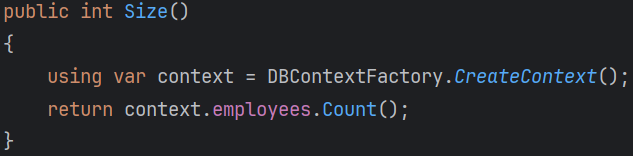 public int Size()
{
    using var context = DBContextFactory.CreateContext();
    return context.employees.Count();
}